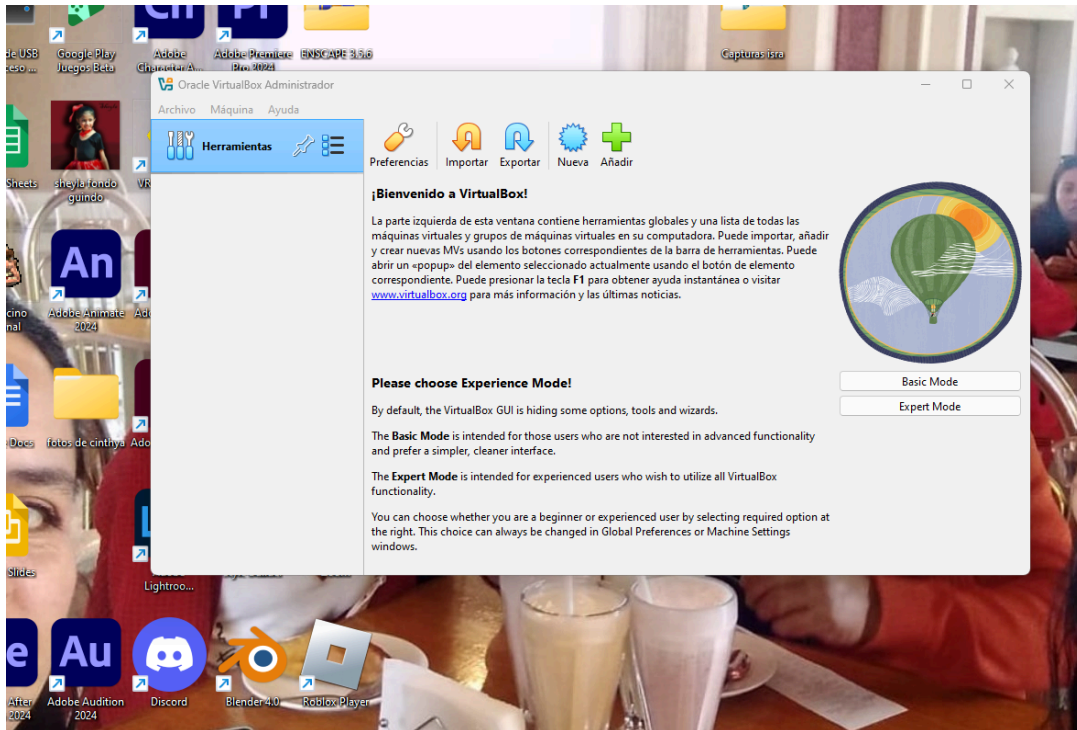 de USB
ceso ...
Google Play
Juegos Beta
Adobe
Character A...
Adobe Premiere
Pro 2024
ENSCAPE 3.5.6
Capturas isra
Oracle VirtualBox Administrador
Archivo Máquina Ayuda
Herramientas
Preferencias Importar Exportar Nueva Añadir
¡Bienvenido a VirtualBox!
La parte izquierda de esta ventana contiene herramientas globales y una lista de todas las
máquinas virtuales y grupos de máquinas virtuales en su computadora. Puede importar, añadir
y crear nuevas MVs usando los botones correspondientes de la barra de herramientas. Puede
abrir un «popup» del elemento seleccionado actualmente usando el botón de elemento
correspondiente. Puede presionar la tecla F1 para obtener ayuda instantánea o visitar
www.virtualbox.org para más información y las últimas noticias.
Please choose Experience Mode!
By default, the VirtualBox GUI is hiding some options, tools and wizards.
The Basic Mode is intended for those users who are not interested in advanced functionality
and prefer a simpler, cleaner interface.
The Expert Mode is intended for experienced users who wish to utilize all VirtualBox
functionality.
You can choose whether you are a beginner or experienced user by selecting required option at
the right. This choice can always be changed in Global Preferences or Machine Settings
windows.
Basic Mode
Expert Mode
Sheets
sheyla fondo
guindo
VR
An
cino
nal
Adobe Animate
2024
Ado
Docs
fotos de cinthya
Ado
Slides
Lightroo...
e
After
2024
Au
Adobe Audition
2024
Discord
Blender 4.0
Roblox Player